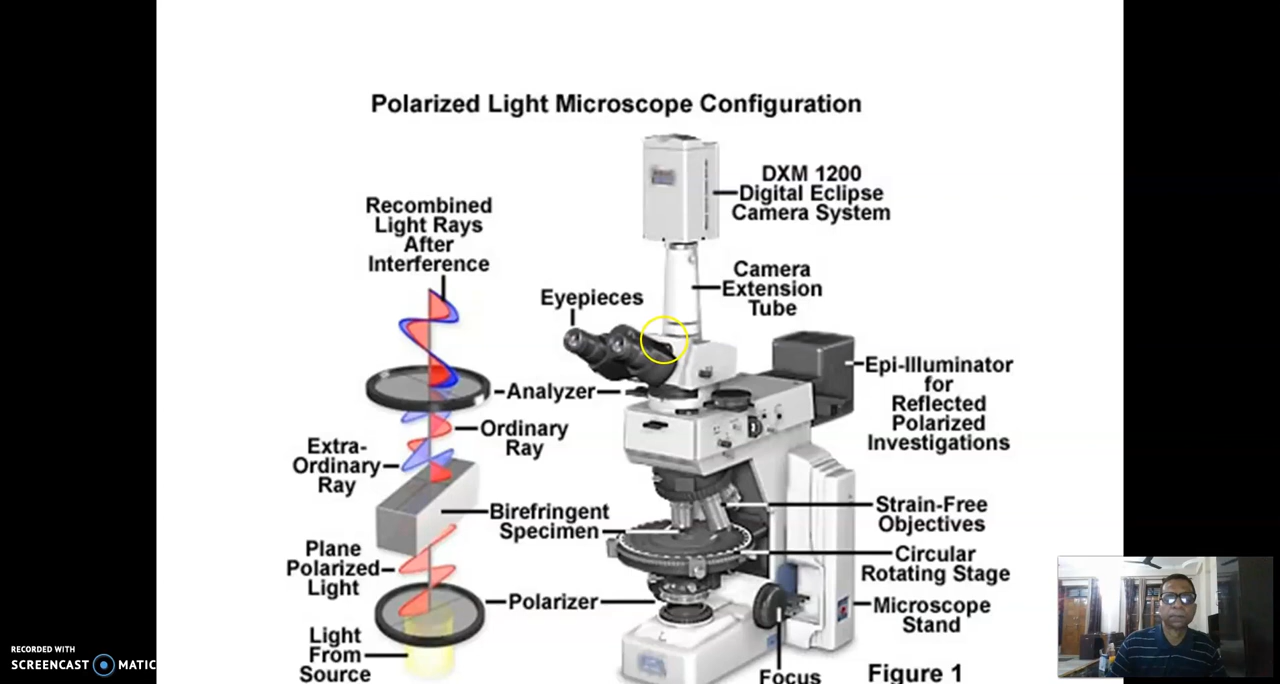 Polarized Light Microscope Configuration
DXM 1200
Digital Eclipse
Camera System
Recombined
Light Rays
After
Interference
Camera
Extension
Tube
Eyepieces
Epi-Illuminator
for
Reflected
Polarized
Investigations
Analyzer
Ordinary
Ray
Extra-
Ordinary
Ray
Birefringent
Specimen
Strain-Free
Objectives
Plane
Polarized
Light
Circular
Rotating Stage
Polarizer
Microscope
Stand
Light
From
Source
Focus
Figure 1
RECORDED WITH
SCREENCAST MATIC